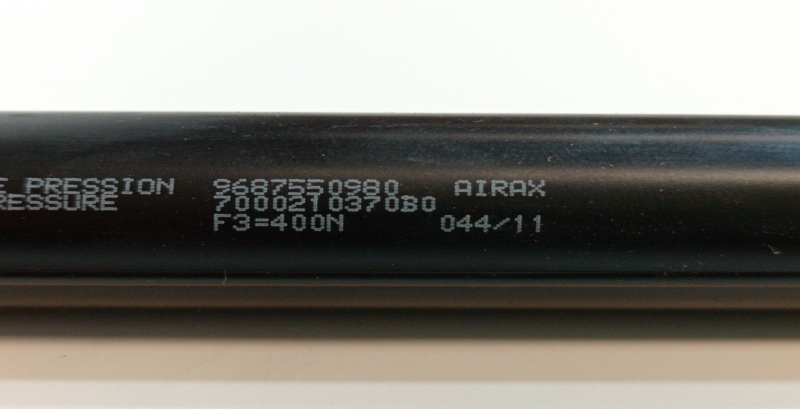 E PRESSION 9687550980 AIRAX
RESSURE 7000210370B0
F3=400N 044/11